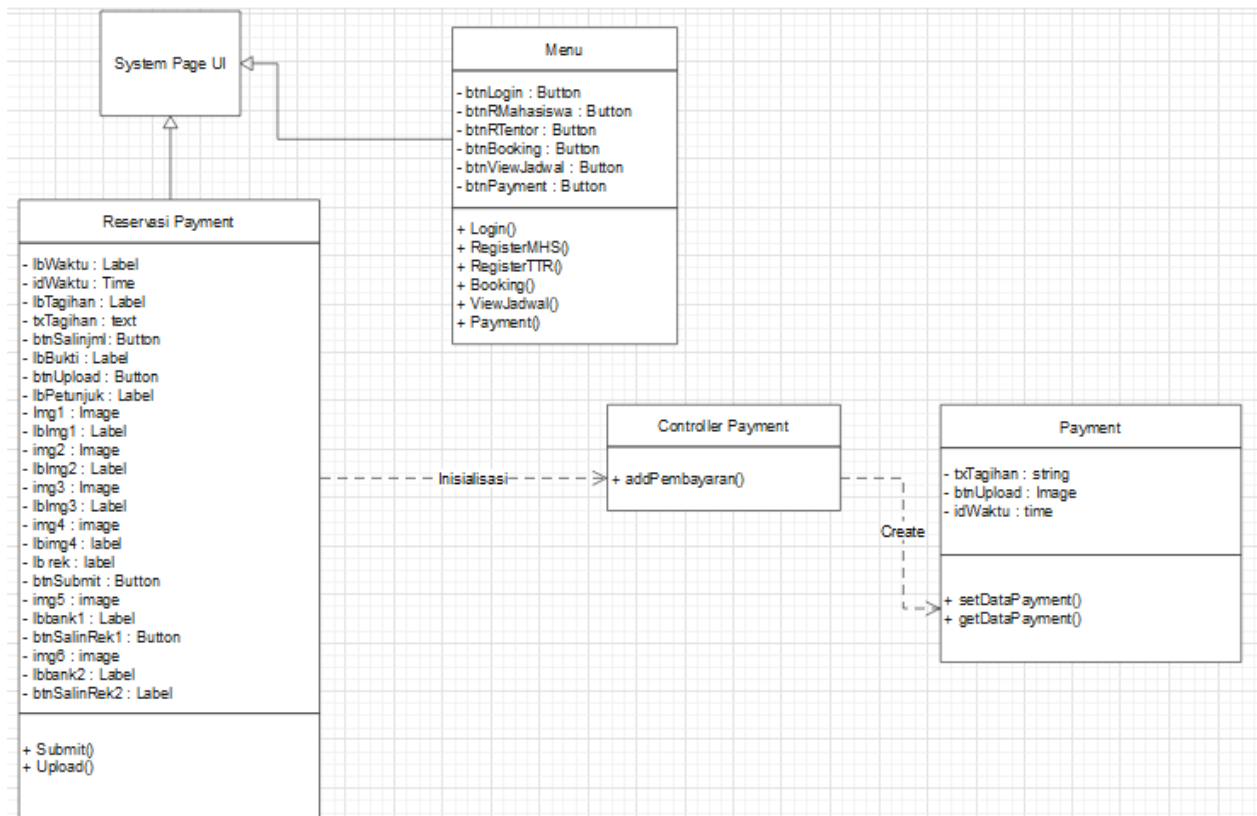 System Page UI
Menu
- btnLogin : Button
- btnRMahasiswa : Button
- btnRTentor : Button
- btnBooking : Button
- btnViewJadwal : Button
- btnPayment : Button
+ Login()
+ RegisterMHS()
+ RegisterTTR()
+ Booking()
+ ViewJadwal()
+ Payment()
Reservasi Payment
- lbWaktu : Label
- idWaktu : Time
- lbTagihan : Label
- txTagihan : text
- btnSalinjml: Button
- lbBukti : Label
- btnUpload : Button
- lbPetunjuk : Label
- Img1 : Image
- lbImg1 : Label
- img2 : Image
- lbImg2 : Label
- img3 : Image
- lbImg3 : Label
- img4 : image
- lbimg4 : label
- lb rek : label
- btnSubmit : Button
- img5 : image
- lbbank1 : Label
- btnSalinRek1 : Button
- img6 : image
- lbbank2 : Label
- btnSalinRek2 : Label
+ Submit()
+ Upload()
Inisialisasi
Controller Payment
+ addPembayaran()
Create
Payment
- txTagihan : string
- btnUpload : Image
- idWaktu : time
+ setDataPayment()
+ getDataPayment()